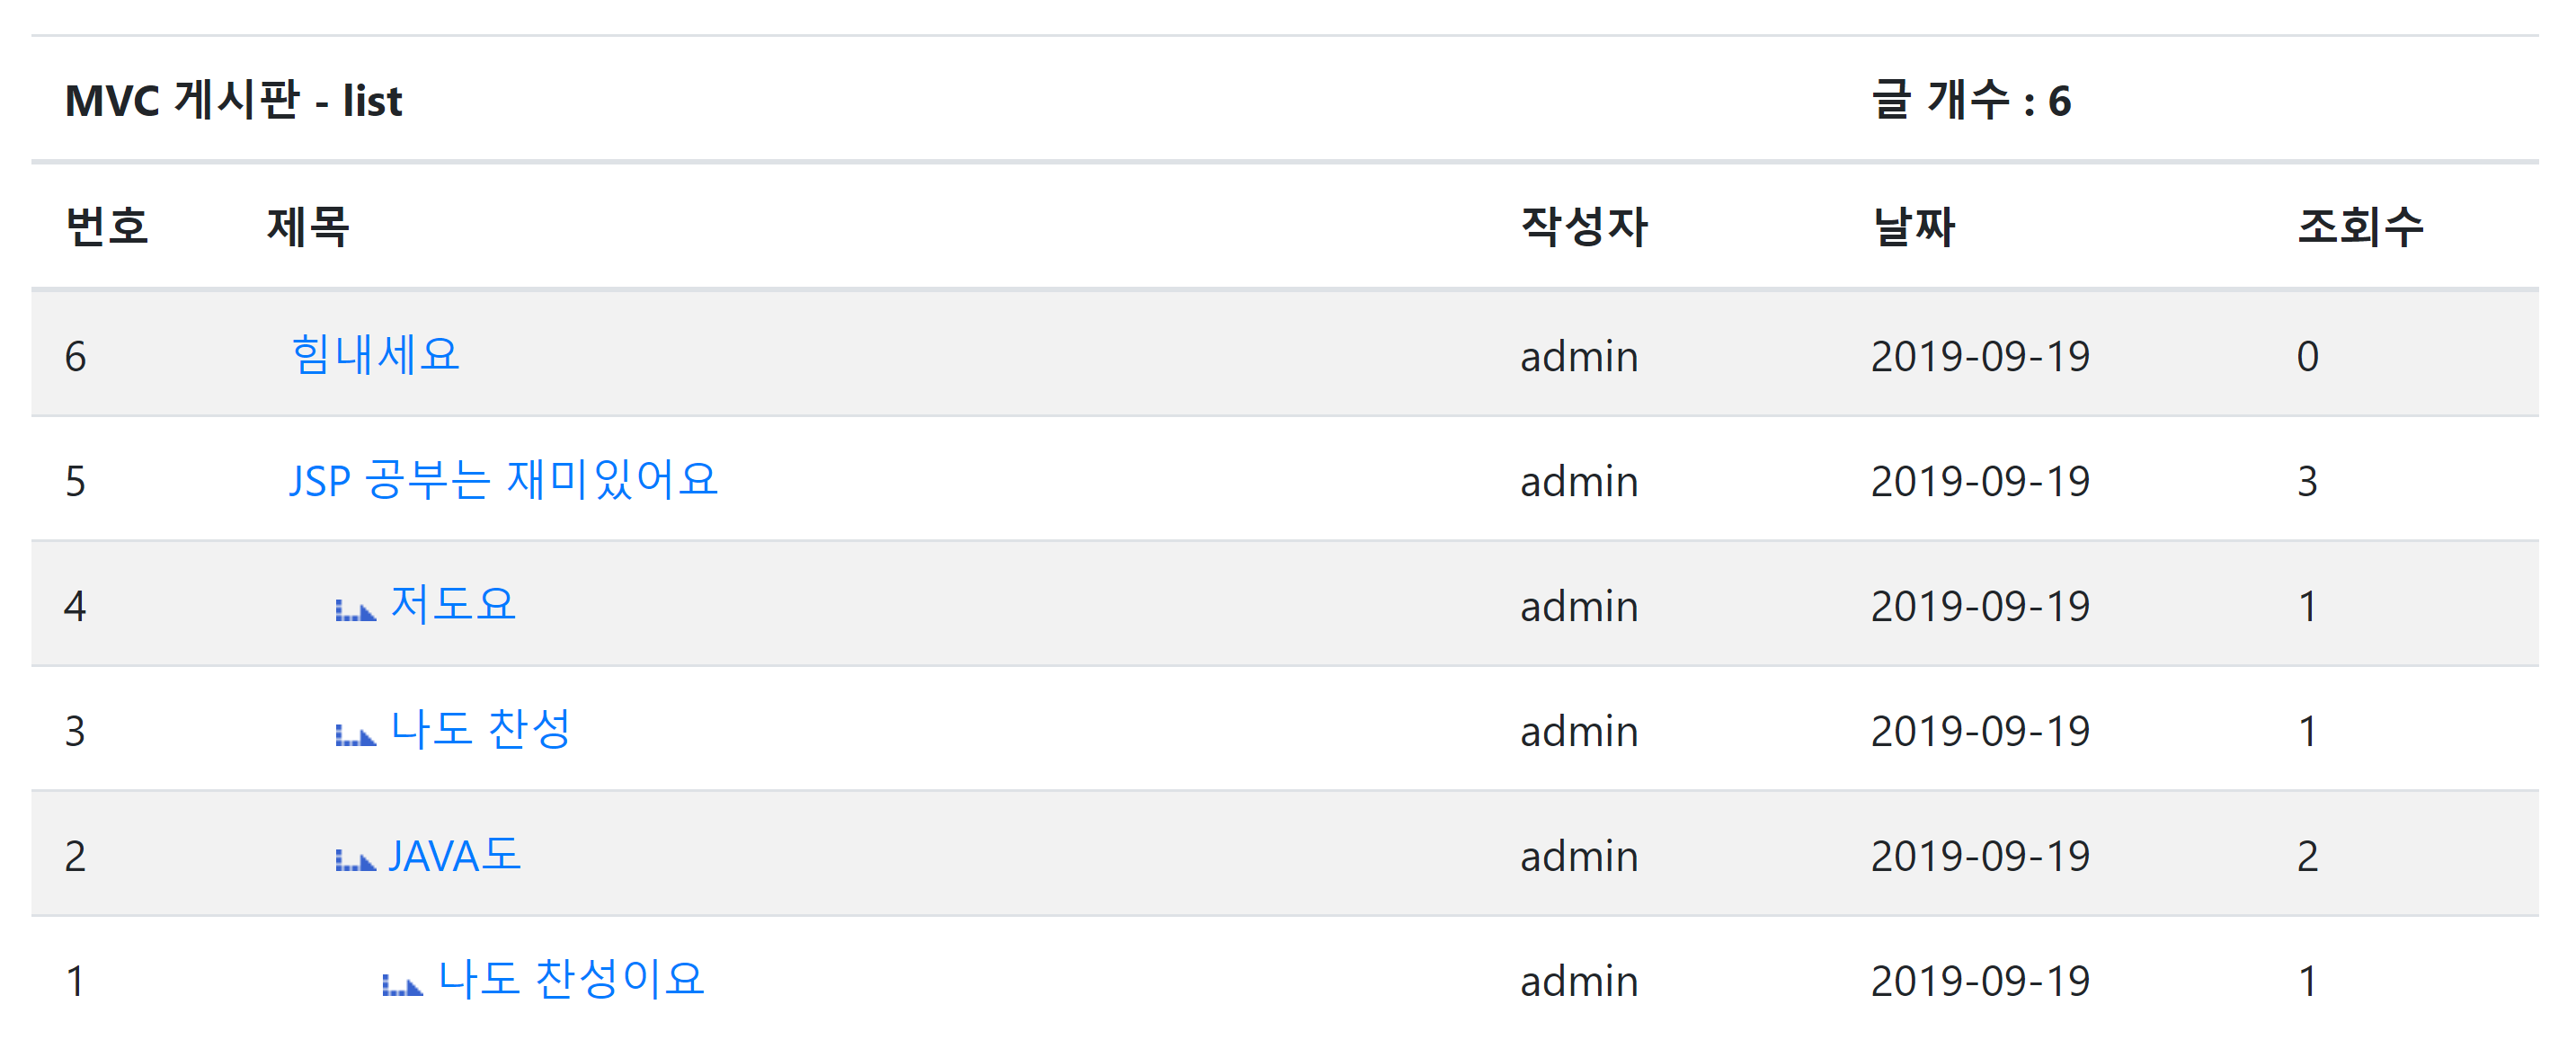 MVC 게시판 - list 글 개수 : 6
번호 제목 작성자 날짜 조회수
6 힘내세요 admin 2019-09-19 0
5 JSP 공부는 재미있어요 admin 2019-09-19 3
4 저도요 admin 2019-09-19 1
3 나도 찬성 admin 2019-09-19 1
2 JAVA도 admin 2019-09-19 2
1 나도 찬성이요 admin 2019-09-19 1